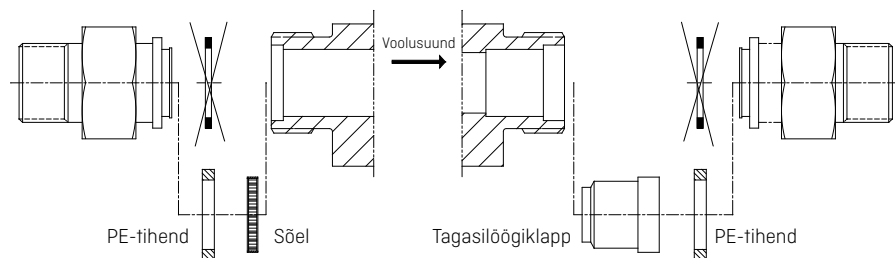 Voolusuund
PE-tihend
Sõel
Tagasilöögiklapp
PE-tihend